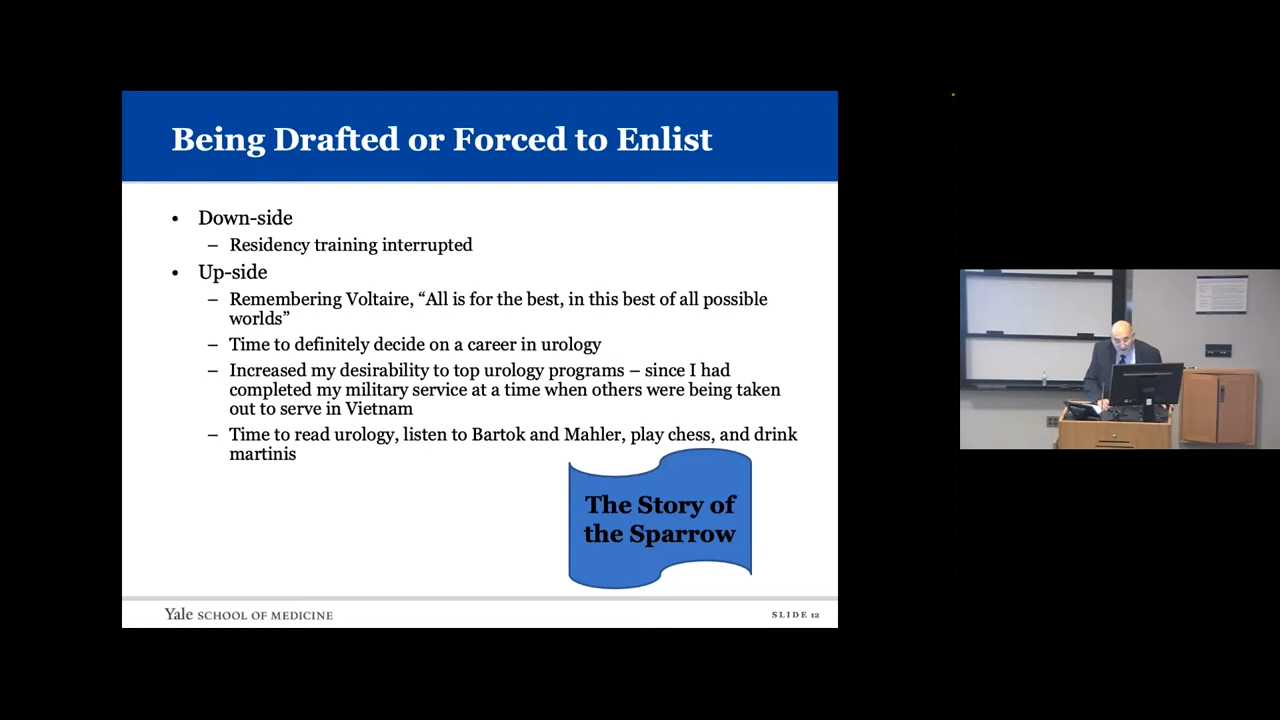 Being Drafted or Forced to Enlist
• Down-side
– Residency training interrupted
• Up-side
– Remembering Voltaire, “All is for the best, in this best of all possible
worlds”
– Time to definitely decide on a career in urology
– Increased my desirability to top urology programs – since I had
completed my military service at a time when others were being taken
out to serve in Vietnam
– Time to read urology, listen to Bartok and Mahler, play chess, and drink
martinis
The Story of
the Sparrow
Yale SCHOOL OF MEDICINE
SLIDE 12